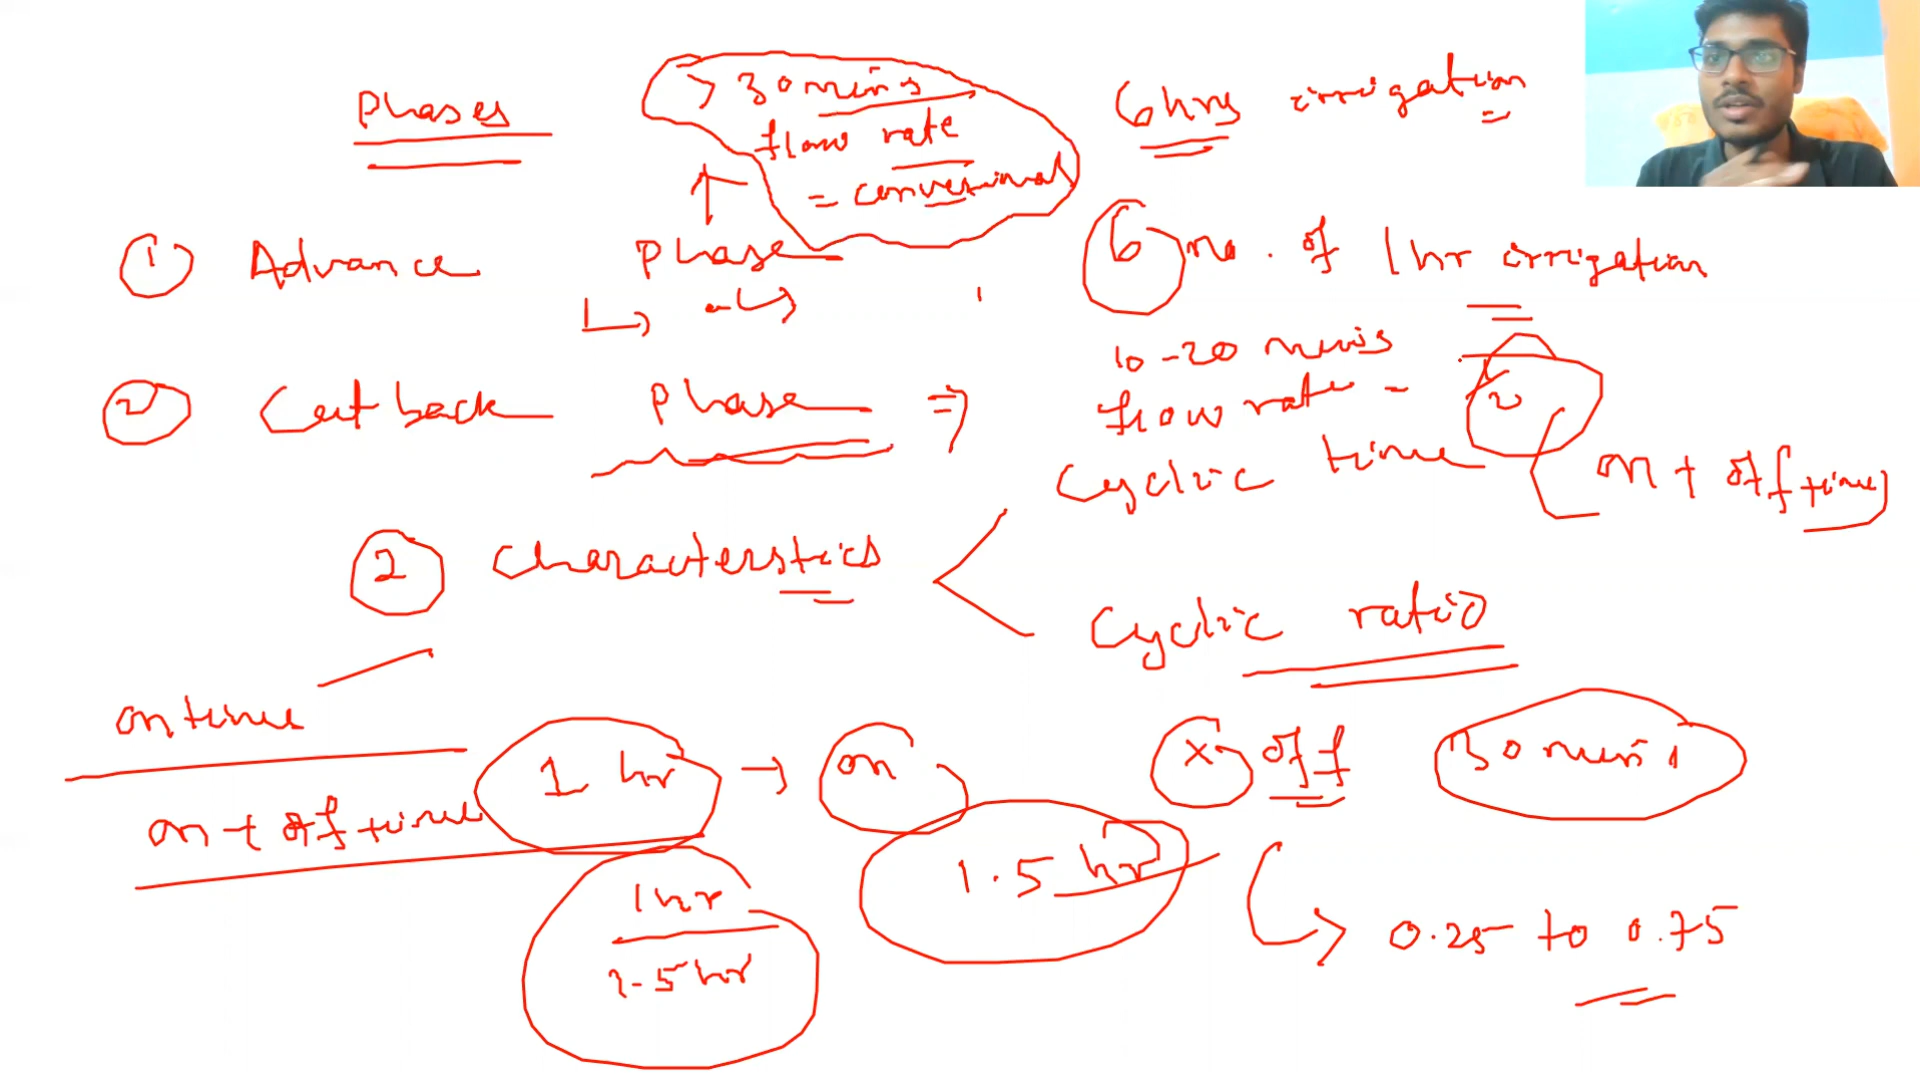 Phases
> 30 mins
flow rate
= conventional
6 hrs irrigation
① Advance Phase
6 no. of 1 hr irrigation
10-20 mins
flow rate =
② Cut back Phase ⇒
Cyclic time
on + off time
2 Characterstics
Cyclic ratio
on time
on + off time
1 hr → on
x off 30 mins
1.5 hr
1 hr
1.5 hr
0.25 to 0.75